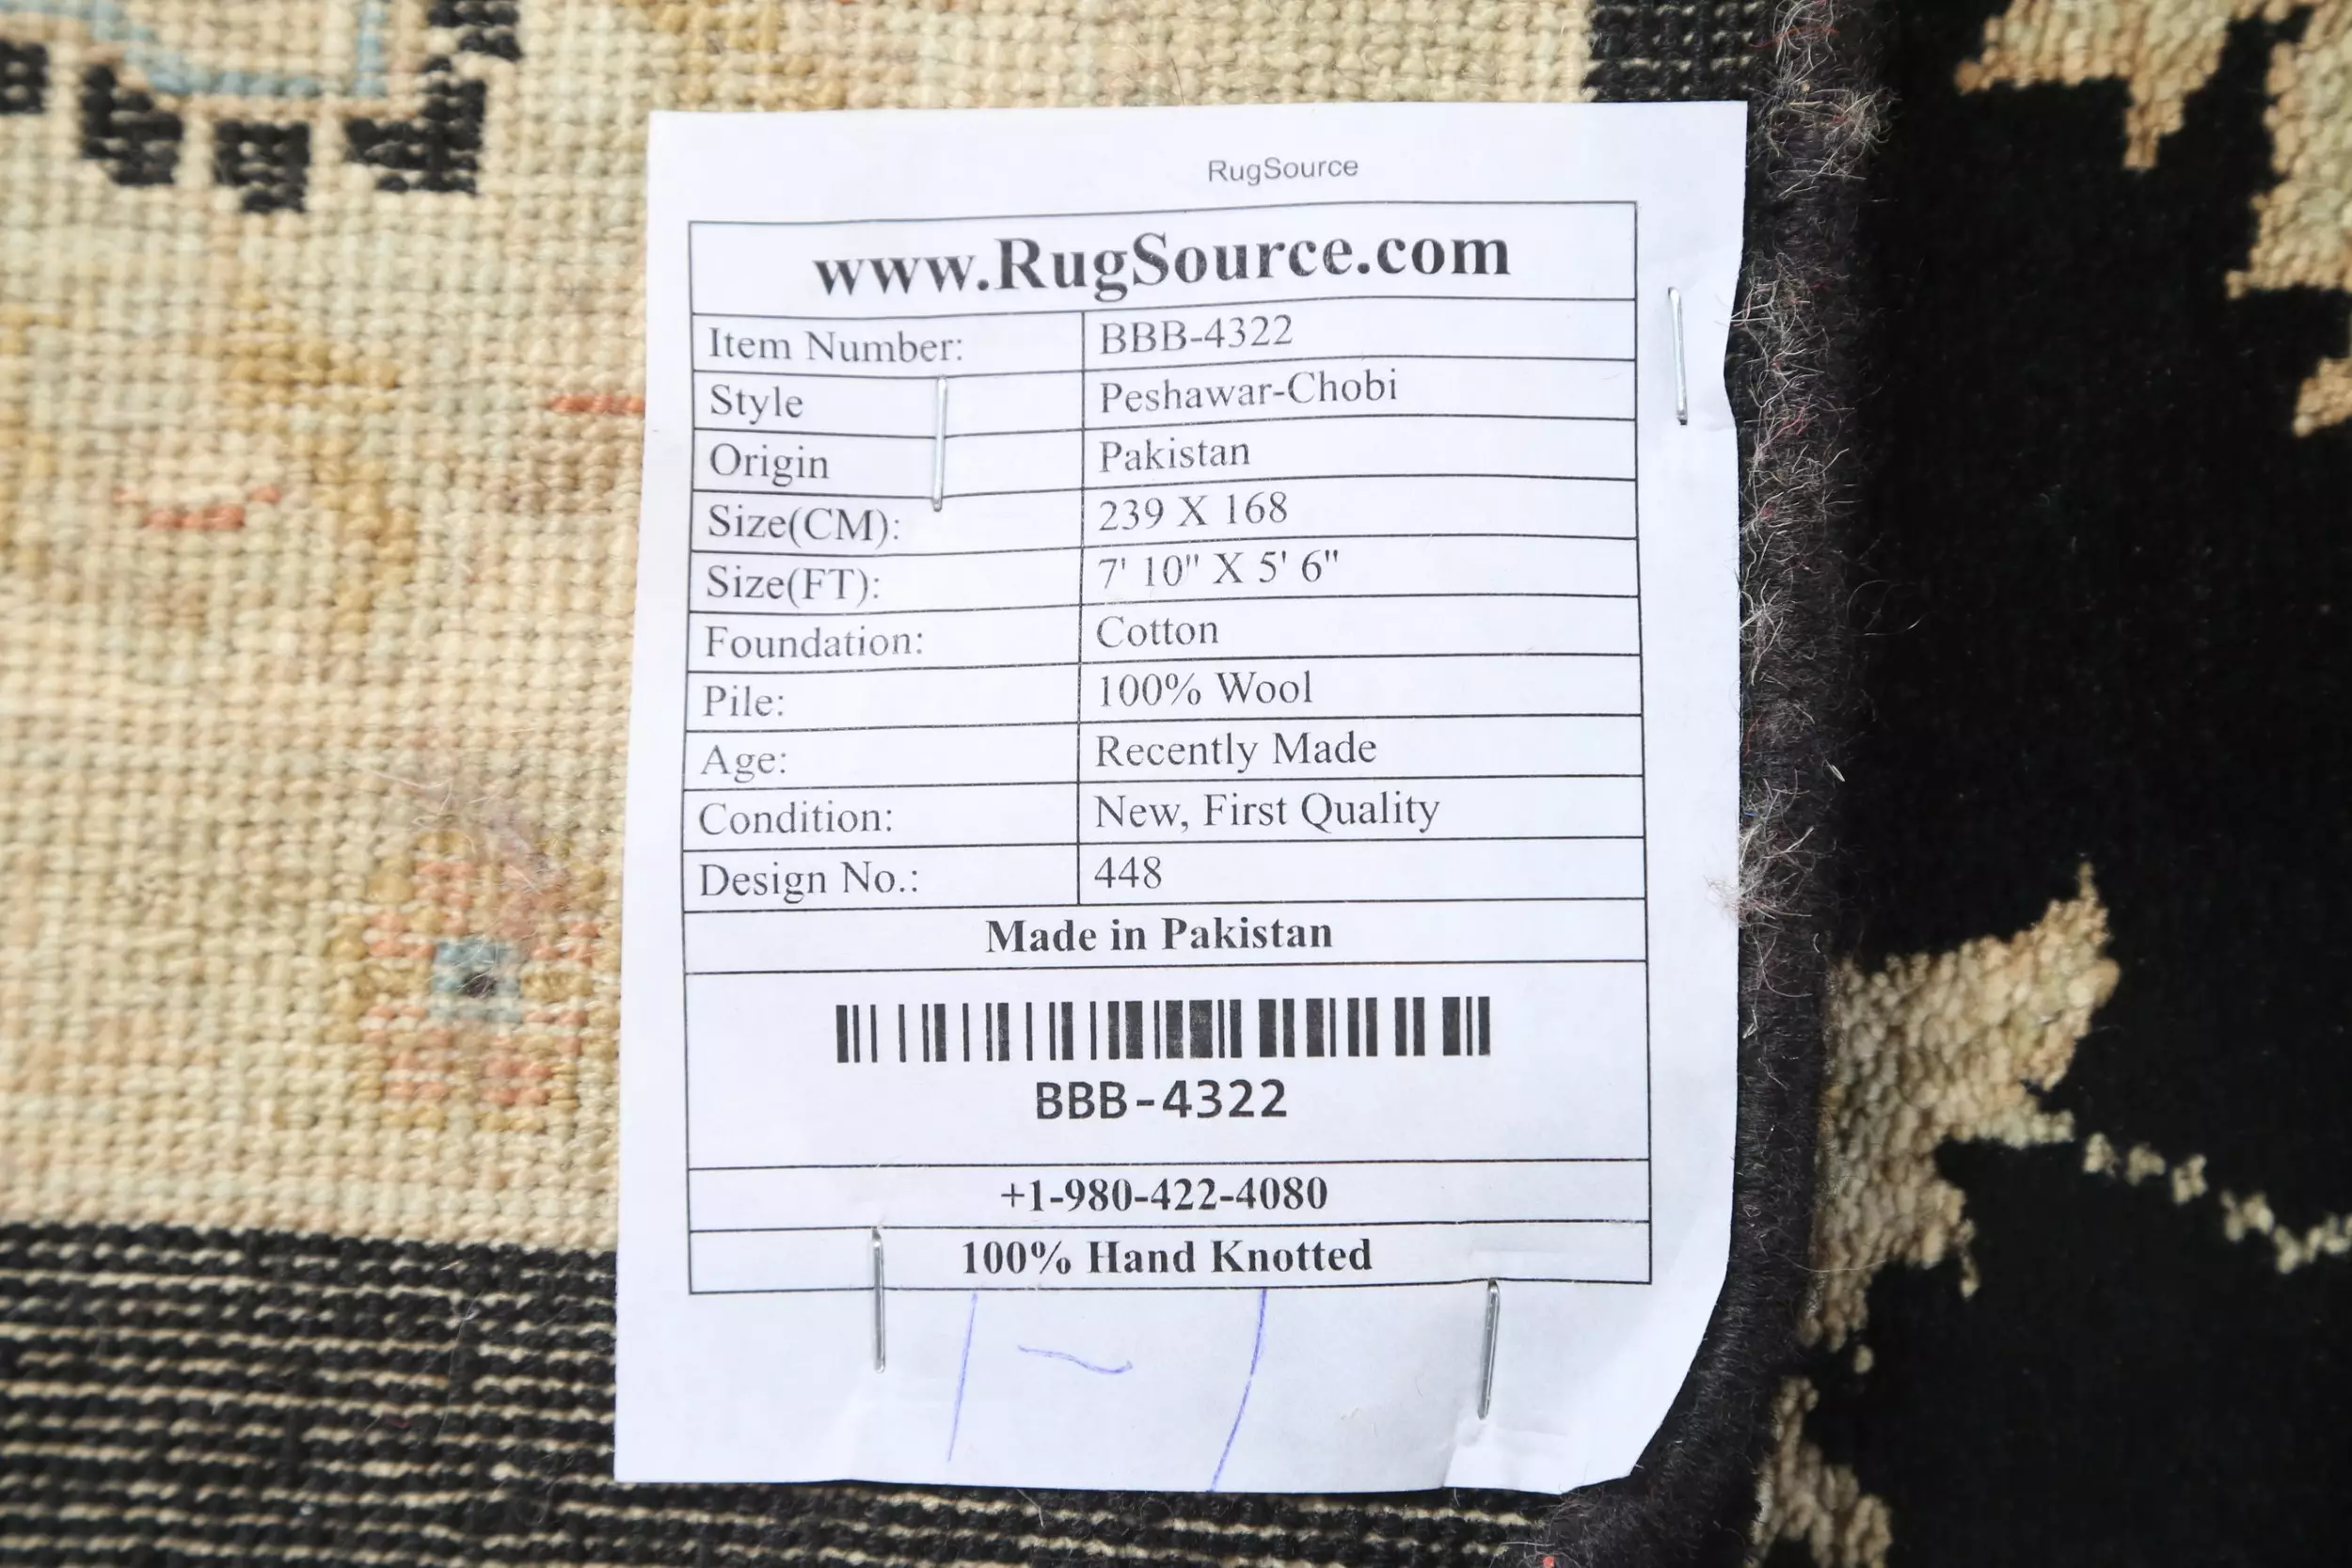 RugSource
www.RugSource.com
Item Number: BBB-4322
Style Peshawar-Chobi
Origin Pakistan
Size(CM): 239 X 168
Size(FT): 7' 10" X 5' 6"
Foundation: Cotton
Pile: 100% Wool
Age: Recently Made
Condition: New, First Quality
Design No.: 448
Made in Pakistan
BBB-4322
+1-980-422-4080
100% Hand Knotted
1-1